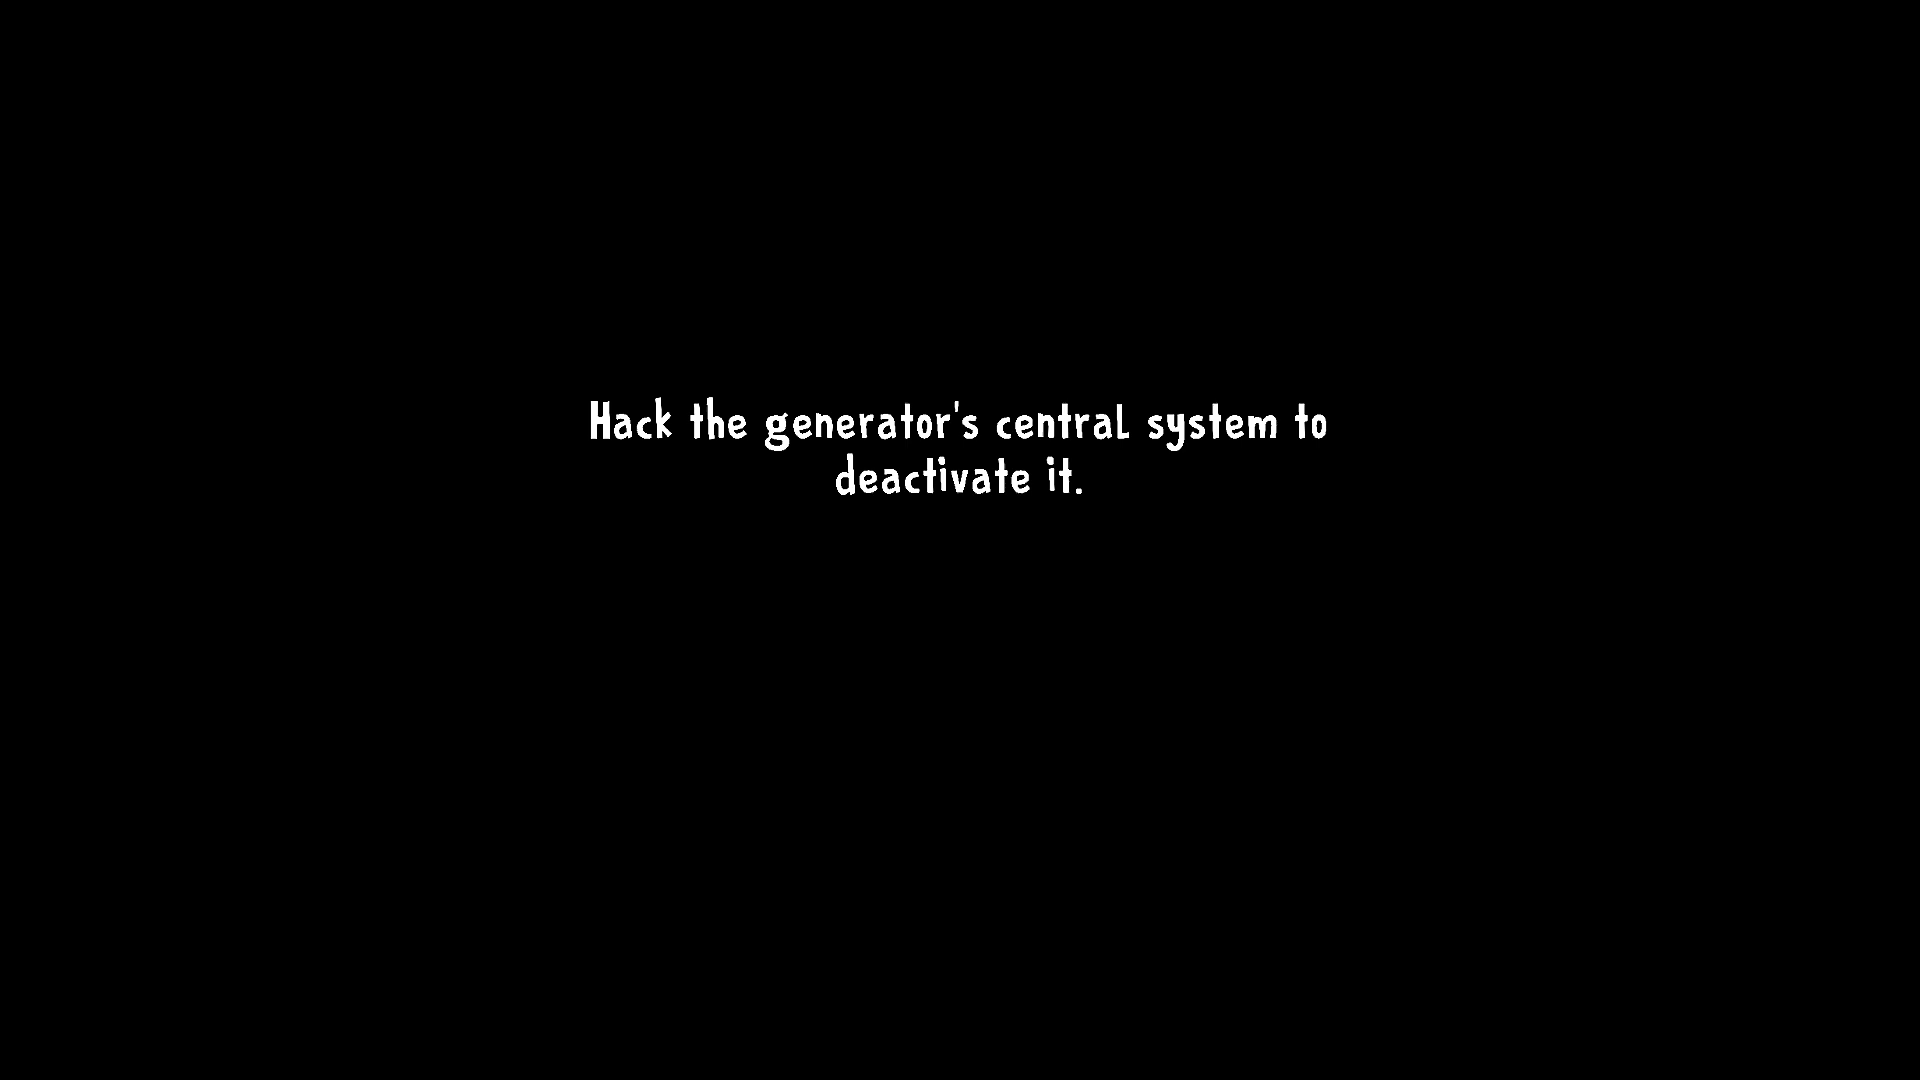 Hack the generator's central system to
deactivate it.